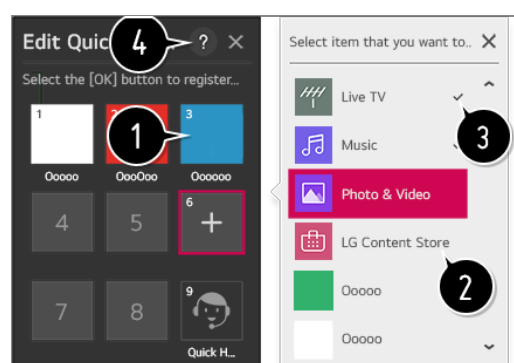 Edit Quic 4 ? ×
Select the [OK] button to register...
1 2 1 3
Ooooo OooOoo Oooooo
4 5 6 +
7 8 9
Quick H...
Select item that you want to.. ×
Live TV
3
Music
Photo & Video
LG Content Store
2
Ooooo
Ooooo